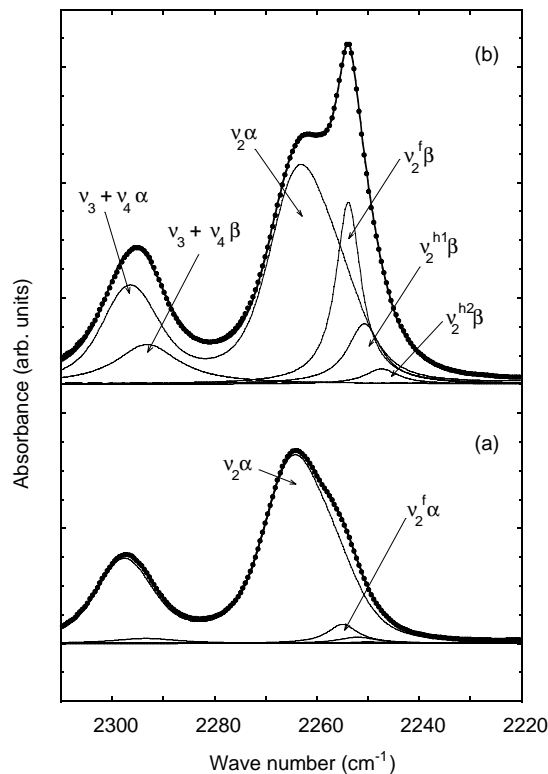 (b)
ν₂α
ν₂ᶠβ
ν₃ + ν₄ α
ν₃ + ν₄ β
ν₂ʰ¹β
ν₂ʰ²β
Absorbance (arb. units)
(a)
ν₂α
ν₂ᶠα
2300 2280 2260 2240 2220
Wave number (cm⁻¹)